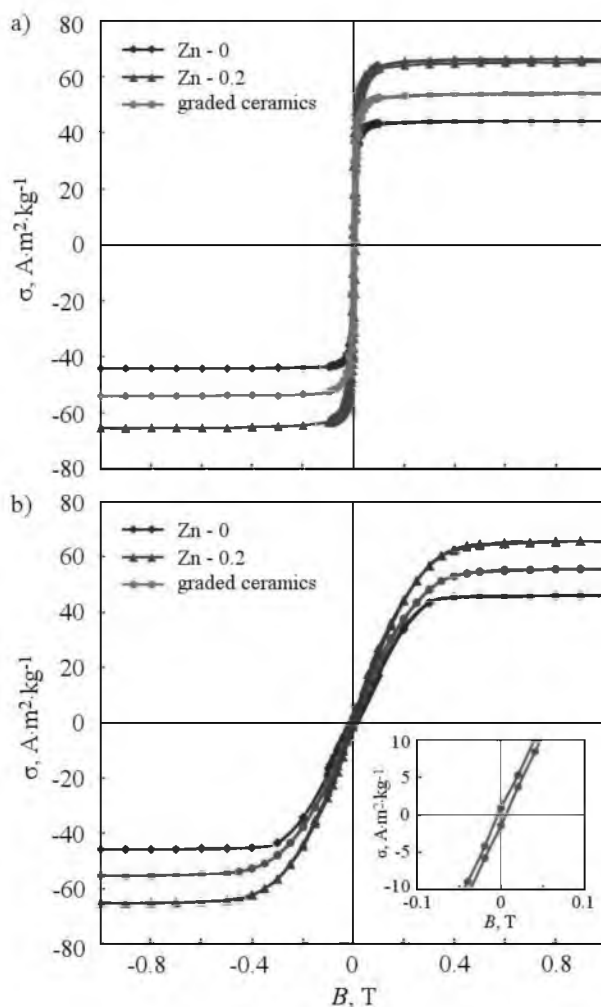 a)
80
60
40
20
0
-20
-40
-60
-80
σ, A·m²·kg⁻¹
Zn - 0
Zn - 0.2
graded ceramics
b)
80
60
40
20
0
-20
-40
-60
-80
σ, A·m²·kg⁻¹
Zn - 0
Zn - 0.2
graded ceramics
10
5
0
-5
-10
σ, A·m²·kg⁻¹
-0.1 0 0.1
B, T
-0.8 -0.4 0 0.4 0.8
B, T